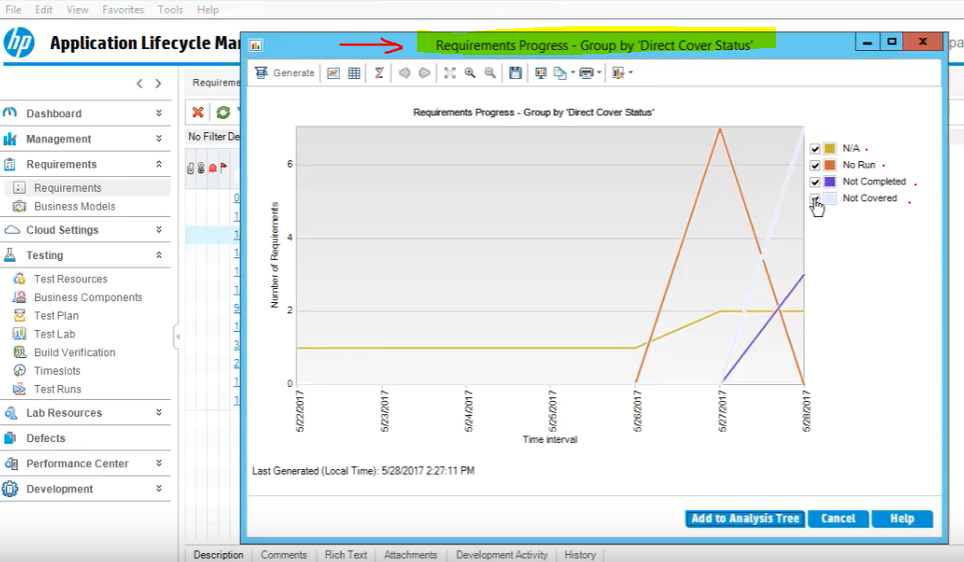 File Edit View Favourites Tools Help
hp Application Lifecycle Ma
Requirements Progress - Group by 'Direct Cover Status'
Generate
Requireme
No Filter De
Dashboard
Management
Requirements
Requirements
Business Models
Cloud Settings
Testing
Test Resources
Business Components
Test Plan
Test Lab
Build Verification
Timeslots
Test Runs
Lab Resources
Defects
Performance Center
Development
Requirements Progress - Group by 'Direct Cover Status'
Number of Requirements
6
4
2
0
5/22/2017
5/23/2017
5/24/2017
5/25/2017
5/26/2017
5/27/2017
5/28/2017
Time interval
N/A
No Run
Not Completed
Not Covered
Last Generated (Local Time): 5/28/2017 2:27:11 PM
Add to Analysis Tree Cancel Help
Description Comments Rich Text Attachments Development Activity History